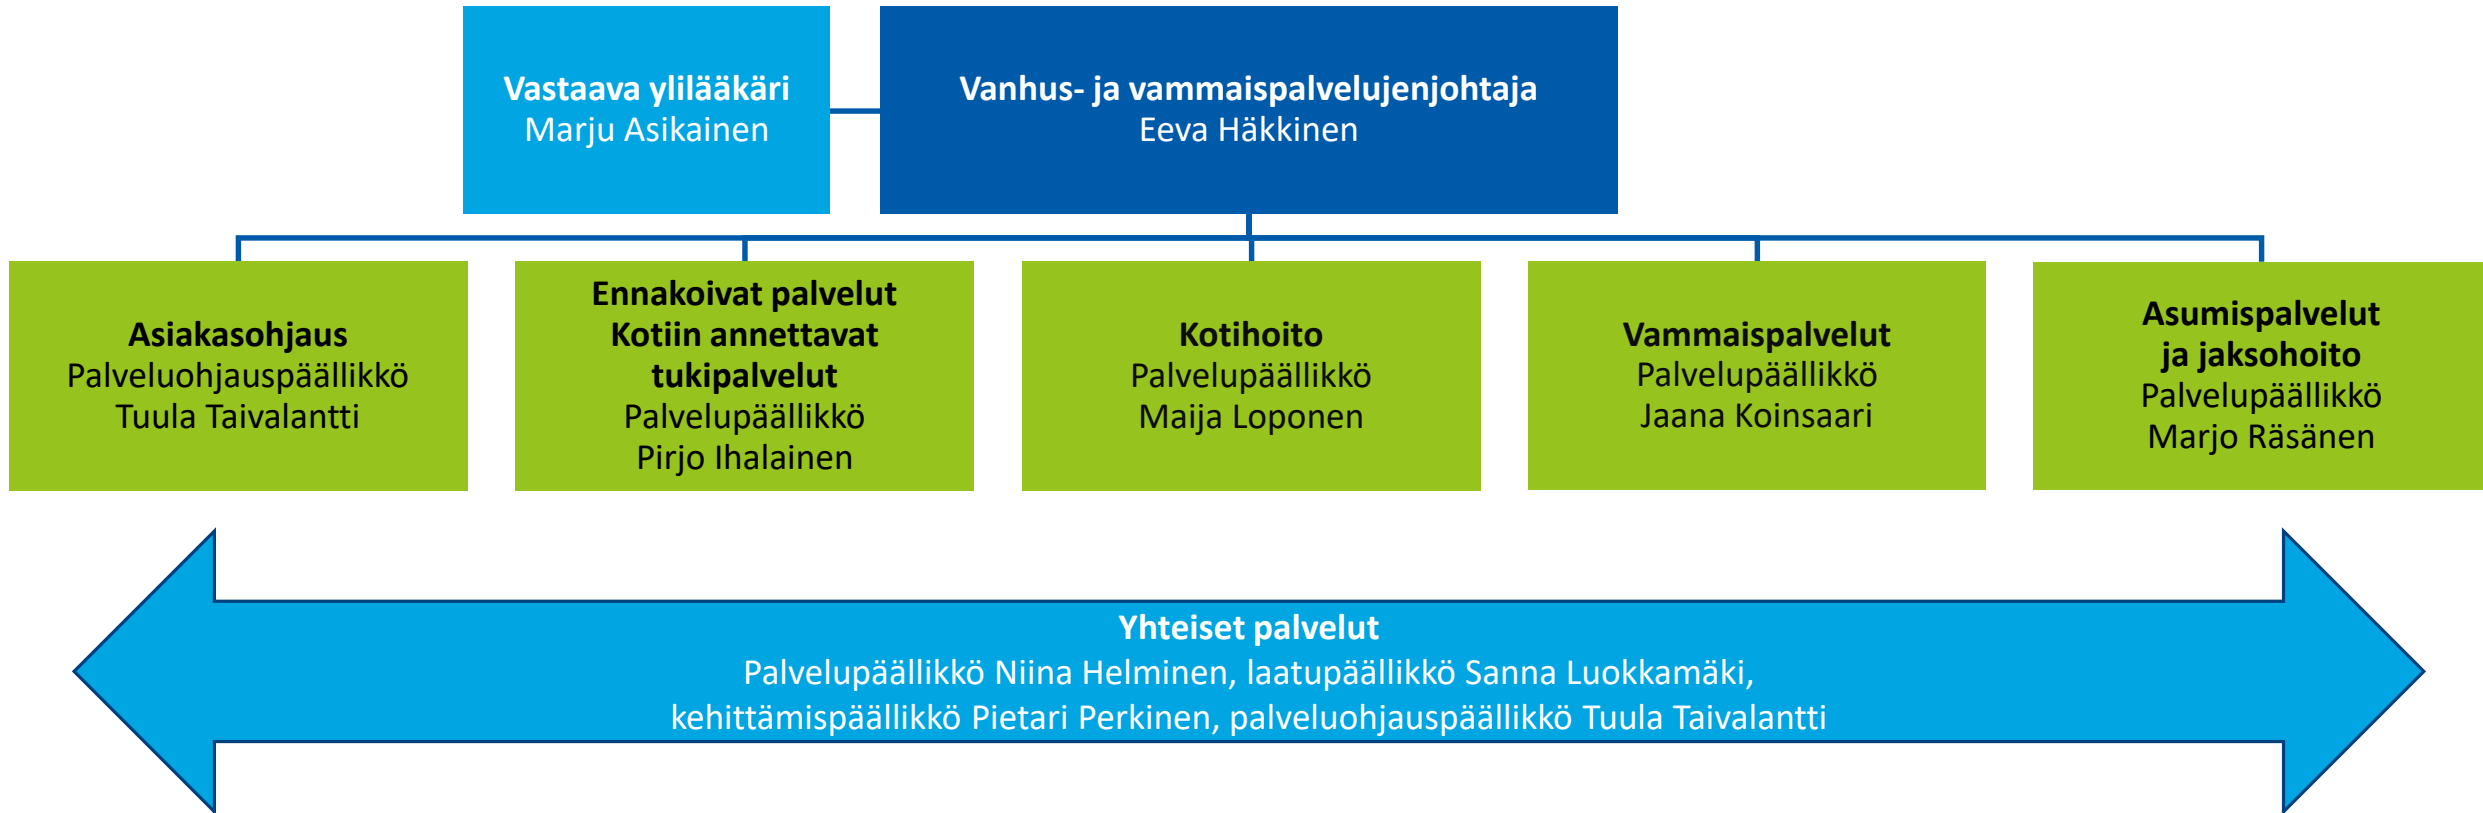 Vastaava ylilääkäri
Marju Asikainen
Vanhus- ja vammaispalvelujenjohtaja
Eeva Häkkinen
Asiakasohjaus
Palveluohjauspäällikkö
Tuula Taivalantti
Ennakoivat palvelut
Kotiin annettavat
tukipalvelut
Palvelupäällikkö
Pirjo Ihalainen
Kotihoito
Palvelupäällikkö
Maija Loponen
Vammaispalvelut
Palvelupäällikkö
Jaana Koinsaari
Asumispalvelut
ja jaksohoito
Palvelupäällikkö
Marjo Räsänen
Yhteiset palvelut
Palvelupäällikkö Niina Helminen, laatupäällikkö Sanna Luokkamäki,
kehittämispäällikkö Pietari Perkinen, palveluohjauspäällikkö Tuula Taivalantti